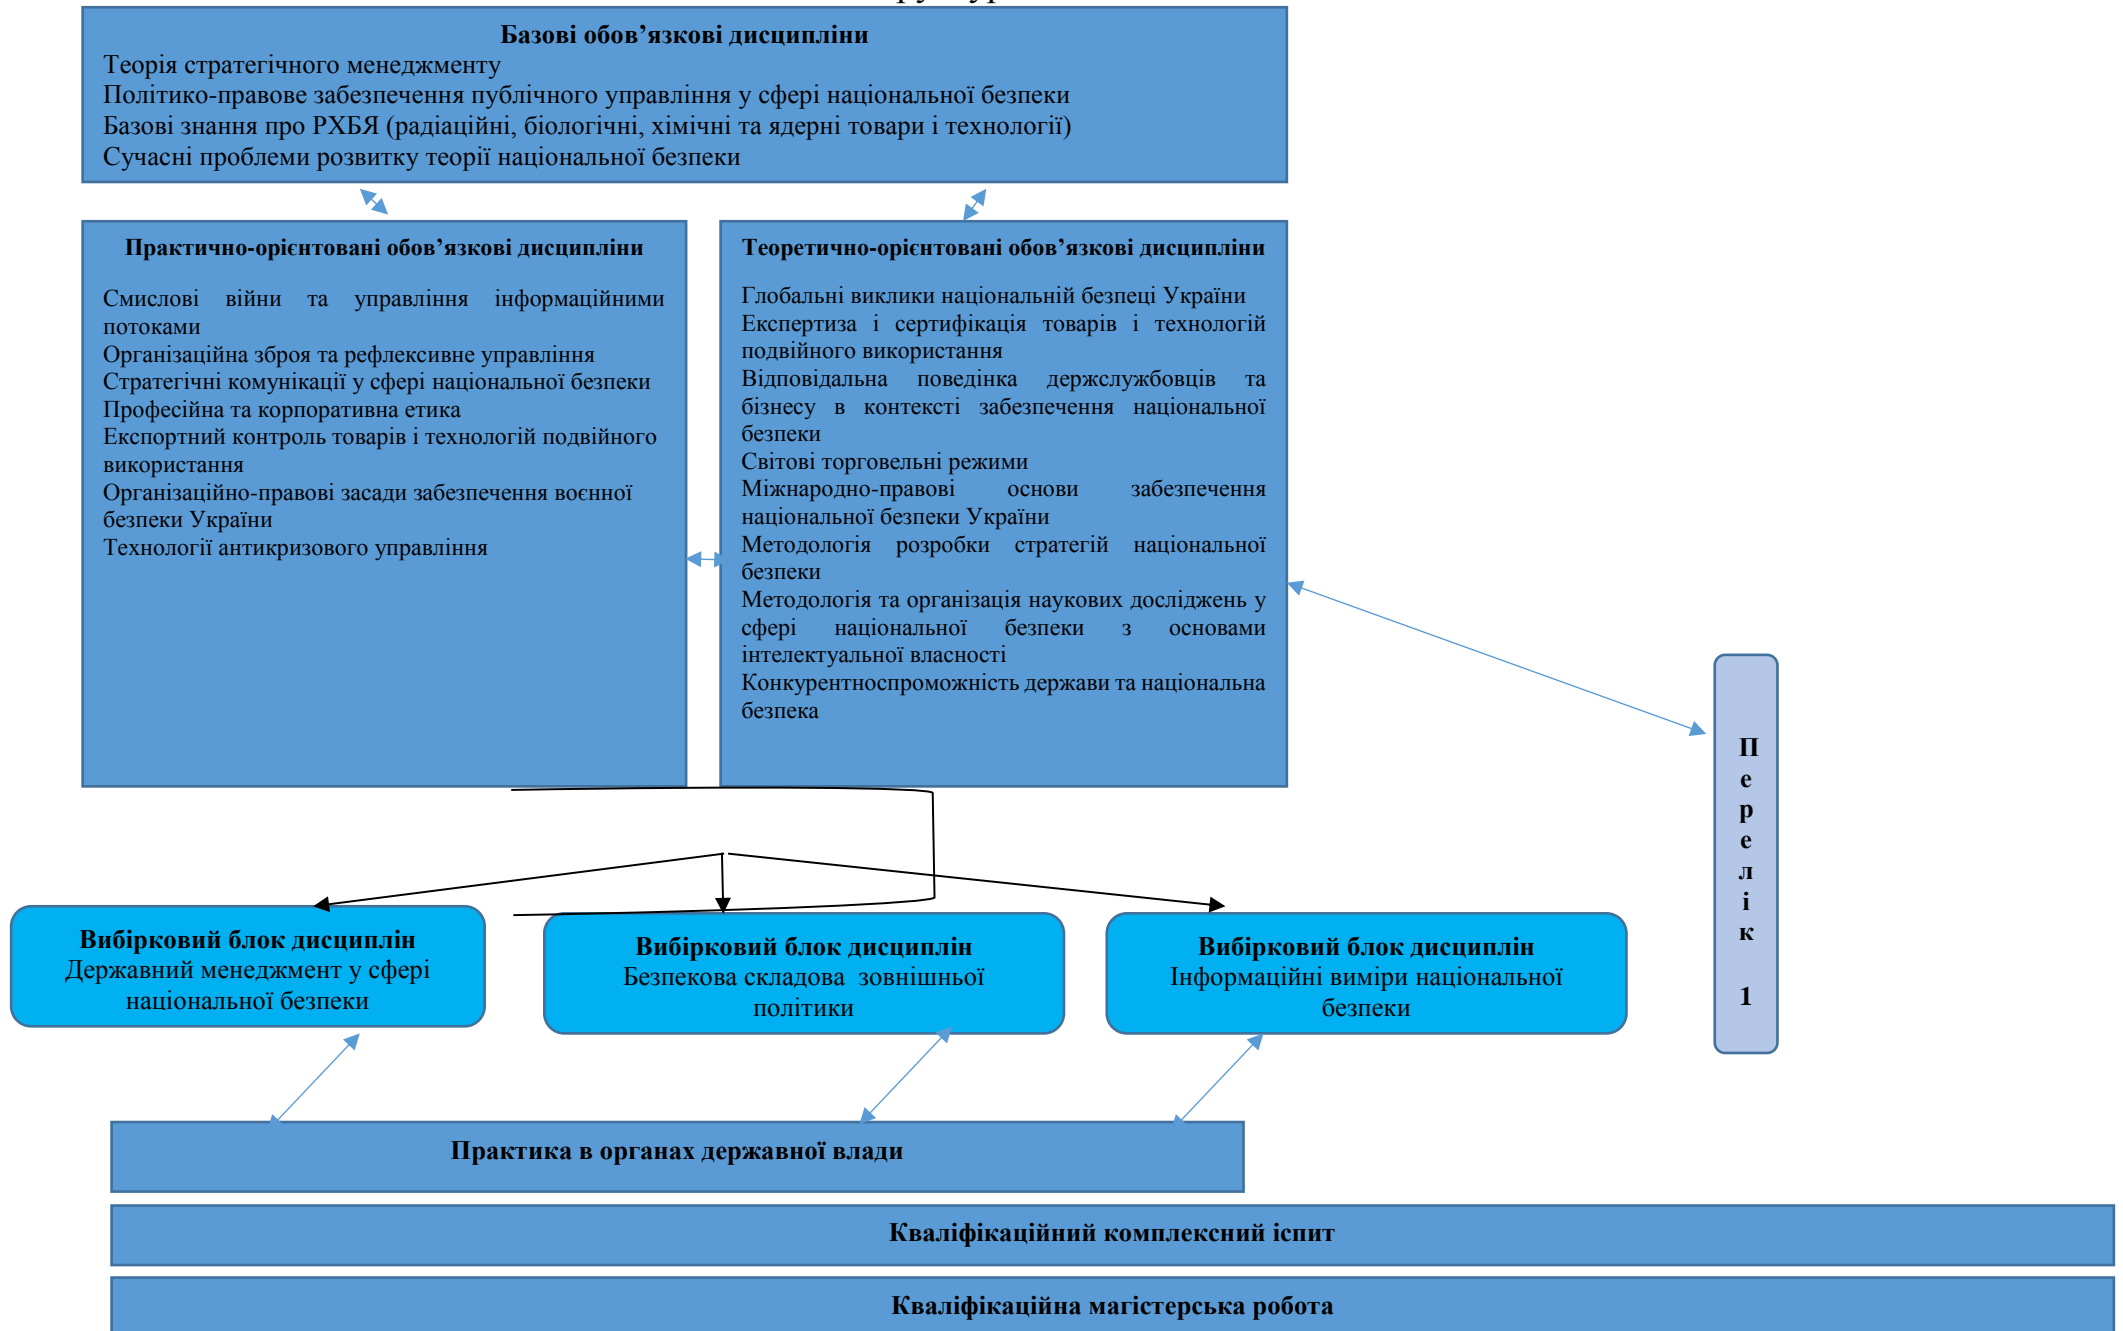 Базові обов’язкові дисципліни
Теорія стратегічного менеджменту
Політико-правове забезпечення публічного управління у сфері національної безпеки
Базові знання про РХБЯ (радіаційні, біологічні, хімічні та ядерні товари і технології)
Сучасні проблеми розвитку теорії національної безпеки
Практично-орієнтовані обов’язкові дисципліни
Смислові війни та управління інформаційними
потоками
Організаційна зброя та рефлексивне управління
Стратегічні комунікації у сфері національної безпеки
Професійна та корпоративна етика
Експортний контроль товарів і технологій подвійного
використання
Організаційно-правові засади забезпечення воєнної
безпеки України
Технології антикризового управління
Теоретично-орієнтовані обов’язкові дисципліни
Глобальні виклики національній безпеці України
Експертиза і сертифікація товарів і технологій
подвійного використання
Відповідальна поведінка держслужбовців та
бізнесу в контексті забезпечення національної
безпеки
Світові торговельні режими
Міжнародно-правові основи забезпечення
національної безпеки України
Методологія розробки стратегій національної
безпеки
Методологія та організація наукових досліджень у
сфері національної безпеки з основами
інтелектуальної власності
Конкурентноспроможність держави та національна
безпека
Перелік 1
Вибірковий блок дисциплін
Державний менеджмент у сфері
національної безпеки
Вибірковий блок дисциплін
Безпекова складова зовнішньої
політики
Вибірковий блок дисциплін
Інформаційні виміри національної
безпеки
Практика в органах державної влади
Кваліфікаційний комплексний іспит
Кваліфікаційна магістерська робота